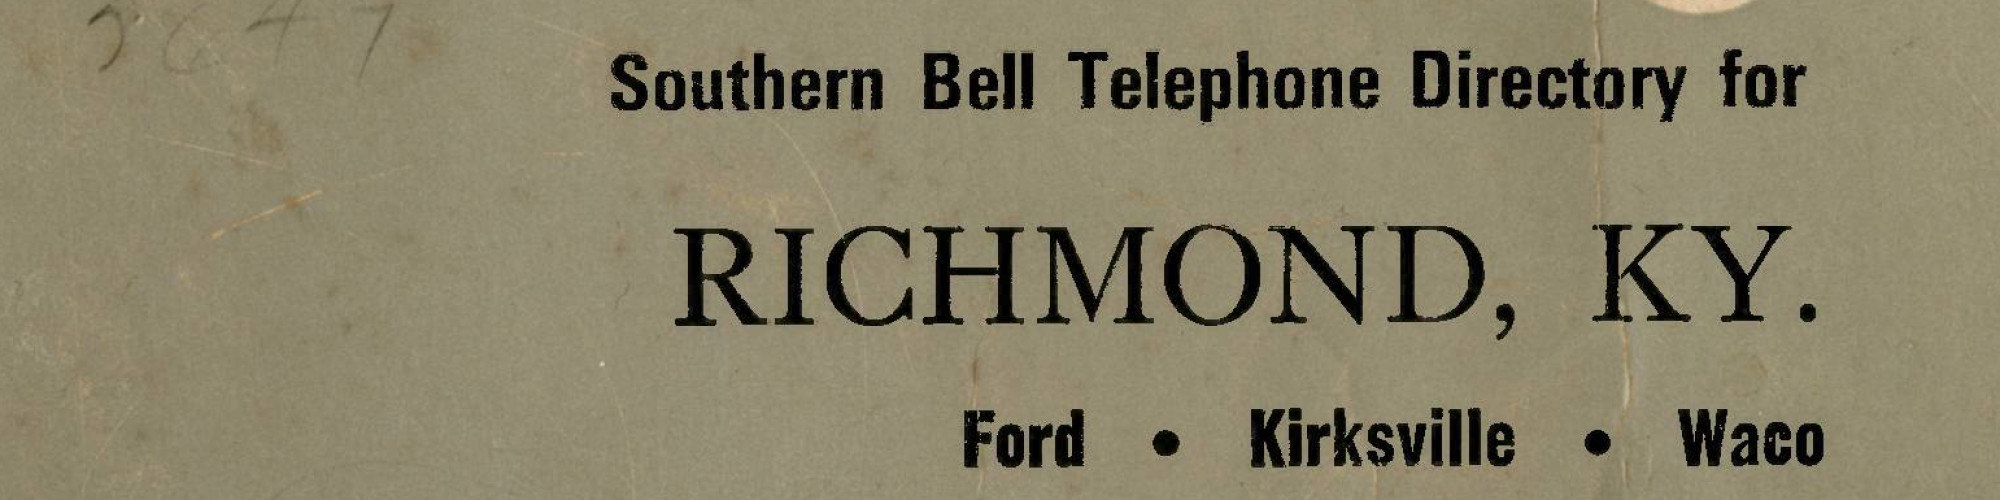 Southern Bell Telephone Directory for
RICHMOND, KY.
Ford • Kirksville • Waco